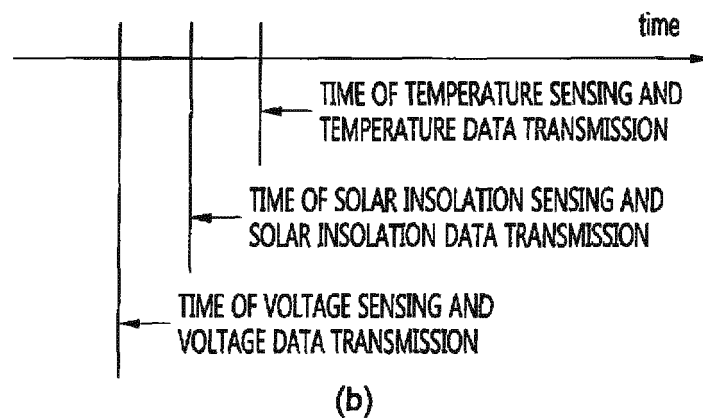 time
TIME OF TEMPERATURE SENSING AND
TEMPERATURE DATA TRANSMISSION
TIME OF SOLAR INSOLATION SENSING AND
SOLAR INSOLATION DATA TRANSMISSION
TIME OF VOLTAGE SENSING AND
VOLTAGE DATA TRANSMISSION
(b)